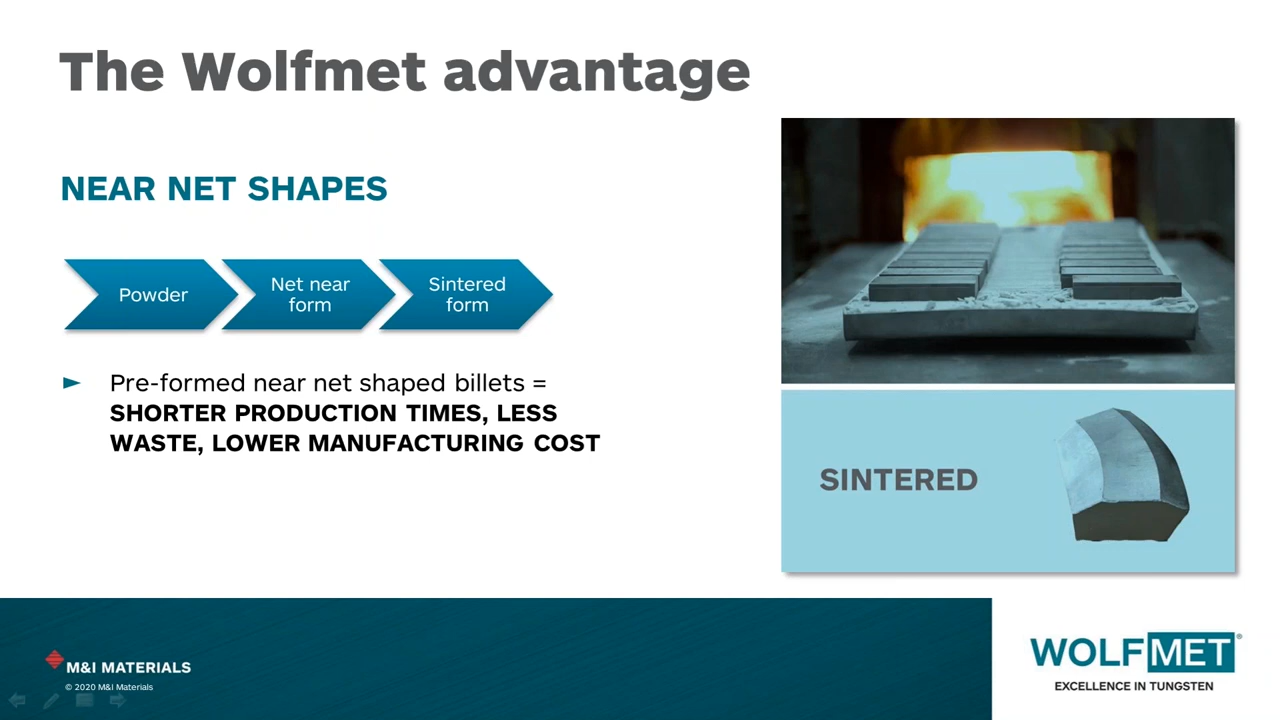 The Wolfmet advantage
NEAR NET SHAPES
Powder
Net near
form
Sintered
form
Pre-formed near net shaped billets =
SHORTER PRODUCTION TIMES, LESS
WASTE, LOWER MANUFACTURING COST
SINTERED
M&I MATERIALS
© 2020 M&I Materials
WOLFMET®
EXCELLENCE IN TUNGSTEN